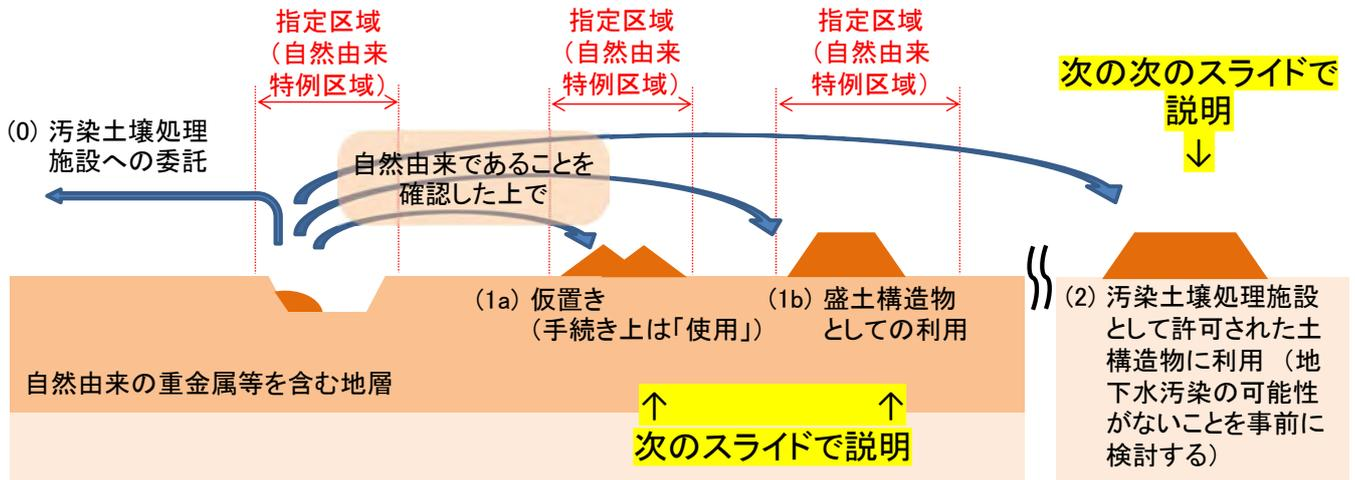 指定区域
（自然由来
特例区域）
指定区域
（自然由来
特例区域）
指定区域
（自然由来
特例区域）
次の次のスライドで
説明
↓
(0) 汚染土壌処理
施設への委託
自然由来であることを
確認した上で
(1a) 仮置き
（手続き上は「使用」）
(1b) 盛土構造物
としての利用
(2) 汚染土壌処理施設
として許可された土
構造物に利用 （地
下水汚染の可能性
がないことを事前に
検討する）
自然由来の重金属等を含む地層
↑ ↑
次のスライドで説明